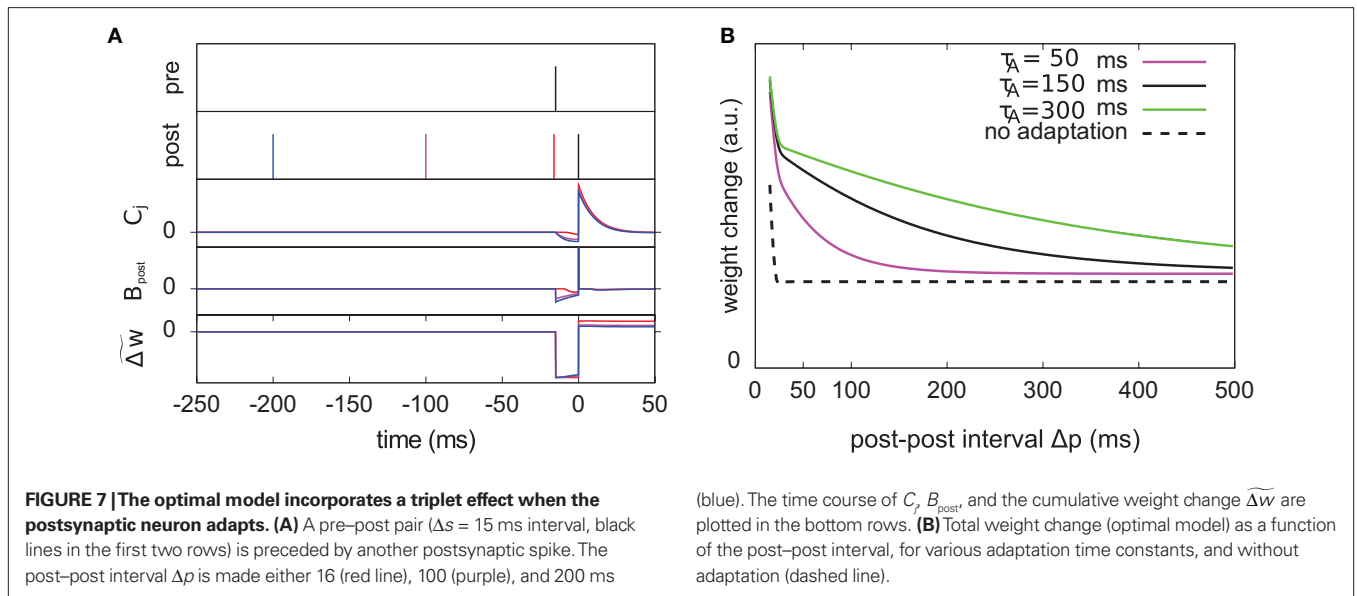 A
pre
post
C_j
0
B_post
0
Δw̃
0
-250 -200 -150 -100 -50 0 50
time (ms)
B
τ_A = 50 ms
τ_A = 150 ms
τ_A = 300 ms
no adaptation
weight change (a.u.)
0
0 50 100 200 300 400 500
post-post interval Δp (ms)
FIGURE 7 | The optimal model incorporates a triplet effect when the
postsynaptic neuron adapts. (A) A pre–post pair (Δs = 15 ms interval, black
lines in the first two rows) is preceded by another postsynaptic spike. The
post–post interval Δp is made either 16 (red line), 100 (purple), and 200 ms
(blue). The time course of C_j, B_post, and the cumulative weight change Δw̃ are
plotted in the bottom rows. (B) Total weight change (optimal model) as a function
of the post–post interval, for various adaptation time constants, and without
adaptation (dashed line).